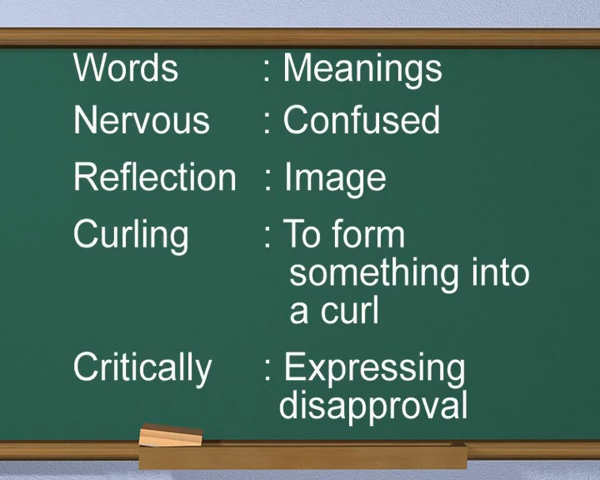 Words : Meanings
Nervous : Confused
Reflection : Image
Curling : To form
something into
a curl
Critically : Expressing
disapproval